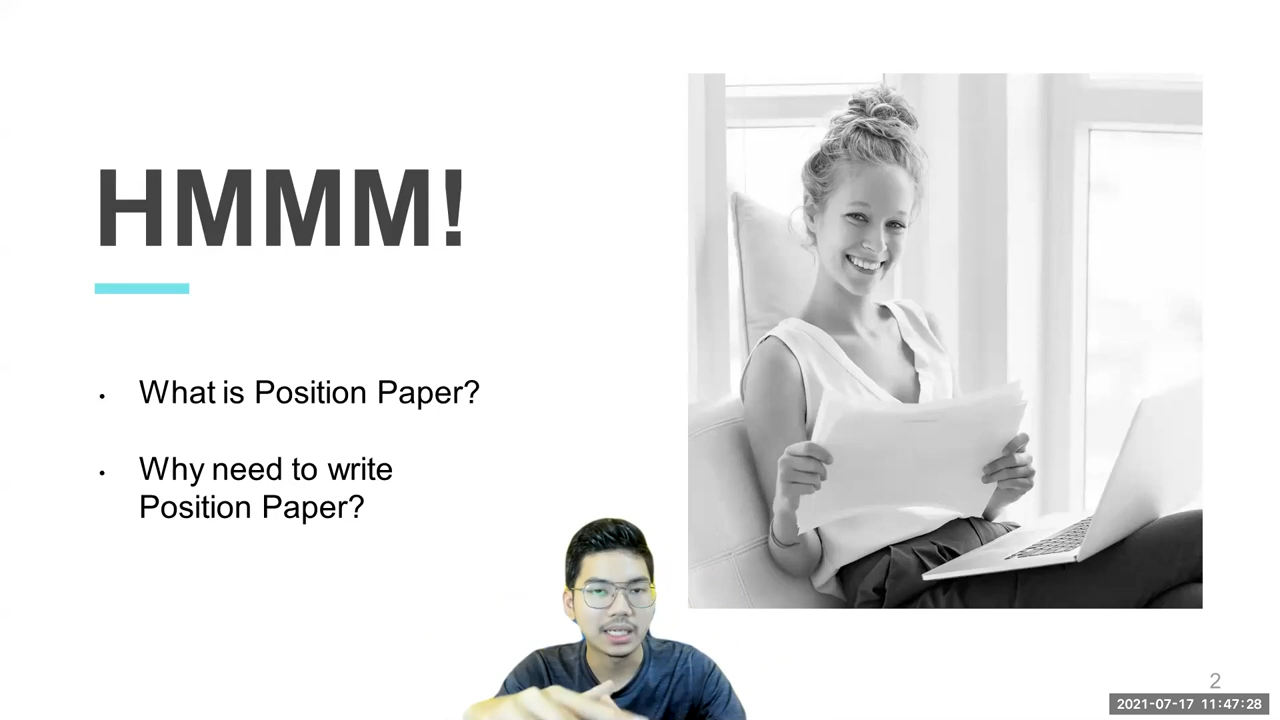 HMMM!
What is Position Paper?
Why need to write
Position Paper?
2
2021-07-17 11:47:28